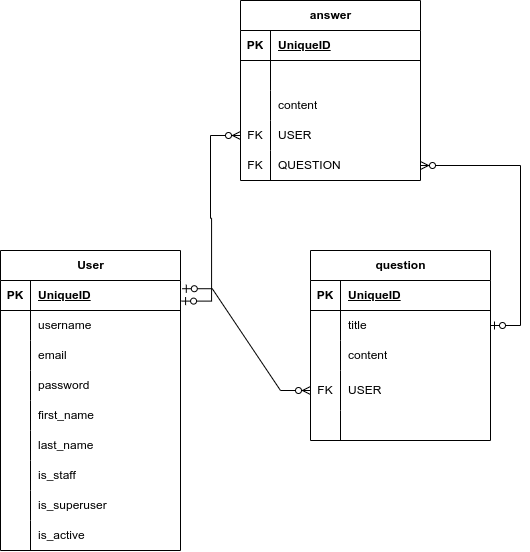 answer
PK UniqueID
content
FK USER
FK QUESTION
User
PK UniqueID
username
email
password
first_name
last_name
is_staff
is_superuser
is_active
question
PK UniqueID
title
content
FK USER